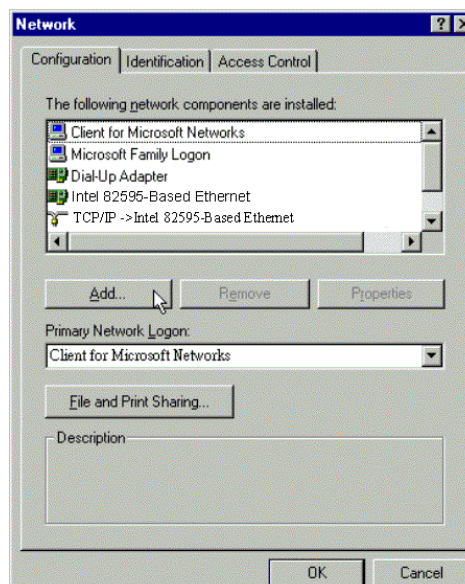 Network
Configuration Identification Access Control
The following network components are installed:
Client for Microsoft Networks
Microsoft Family Logon
Dial-Up Adapter
Intel 82595-Based Ethernet
TCP/IP ->Intel 82595-Based Ethernet
Add... Remove Properties
Primary Network Logon:
Client for Microsoft Networks
File and Print Sharing...
Description
OK Cancel